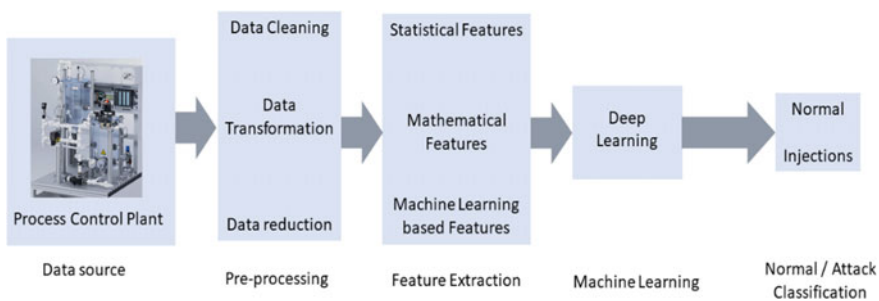 Process Control Plant
Data source
Data Cleaning
Data
Transformation
Data reduction
Pre-processing
Statistical Features
Mathematical
Features
Machine Learning
based Features
Feature Extraction
Deep
Learning
Machine Learning
Normal
Injections
Normal / Attack
Classification